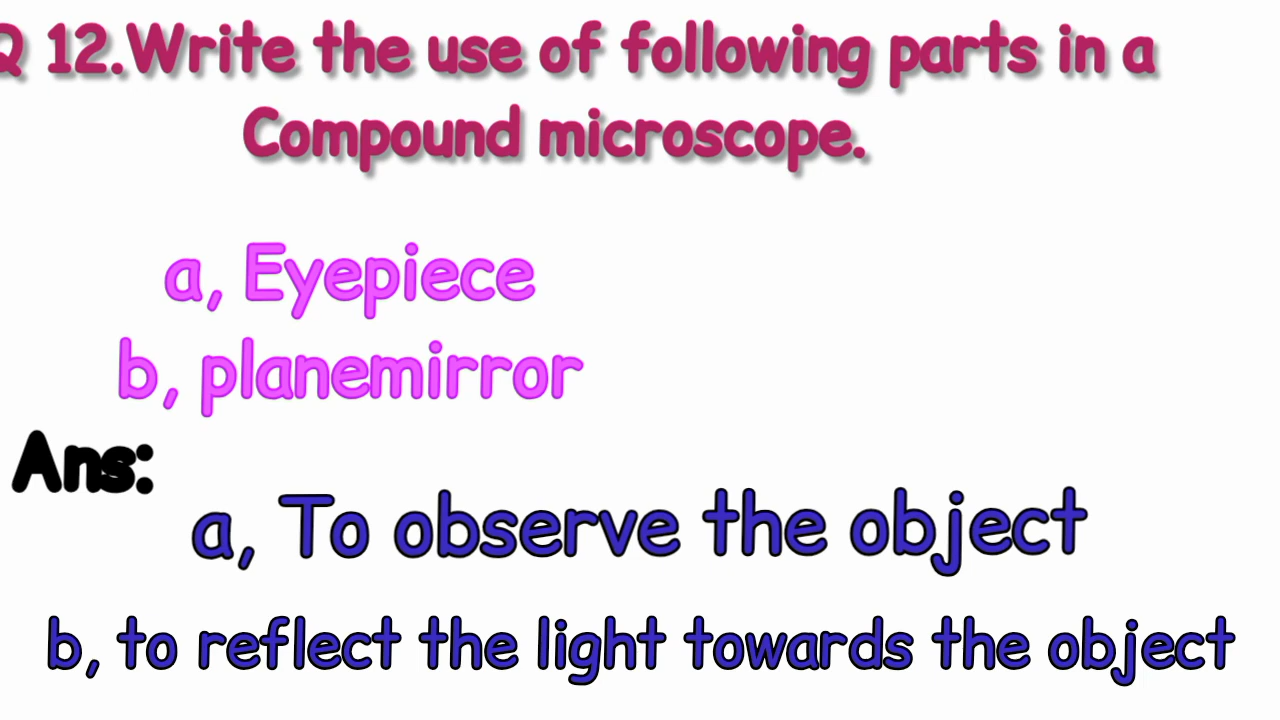 Q 12.Write the use of following parts in a
Compound microscope.
a, Eyepiece
b, planemirror
Ans:
a, To observe the object
b, to reflect the light towards the object